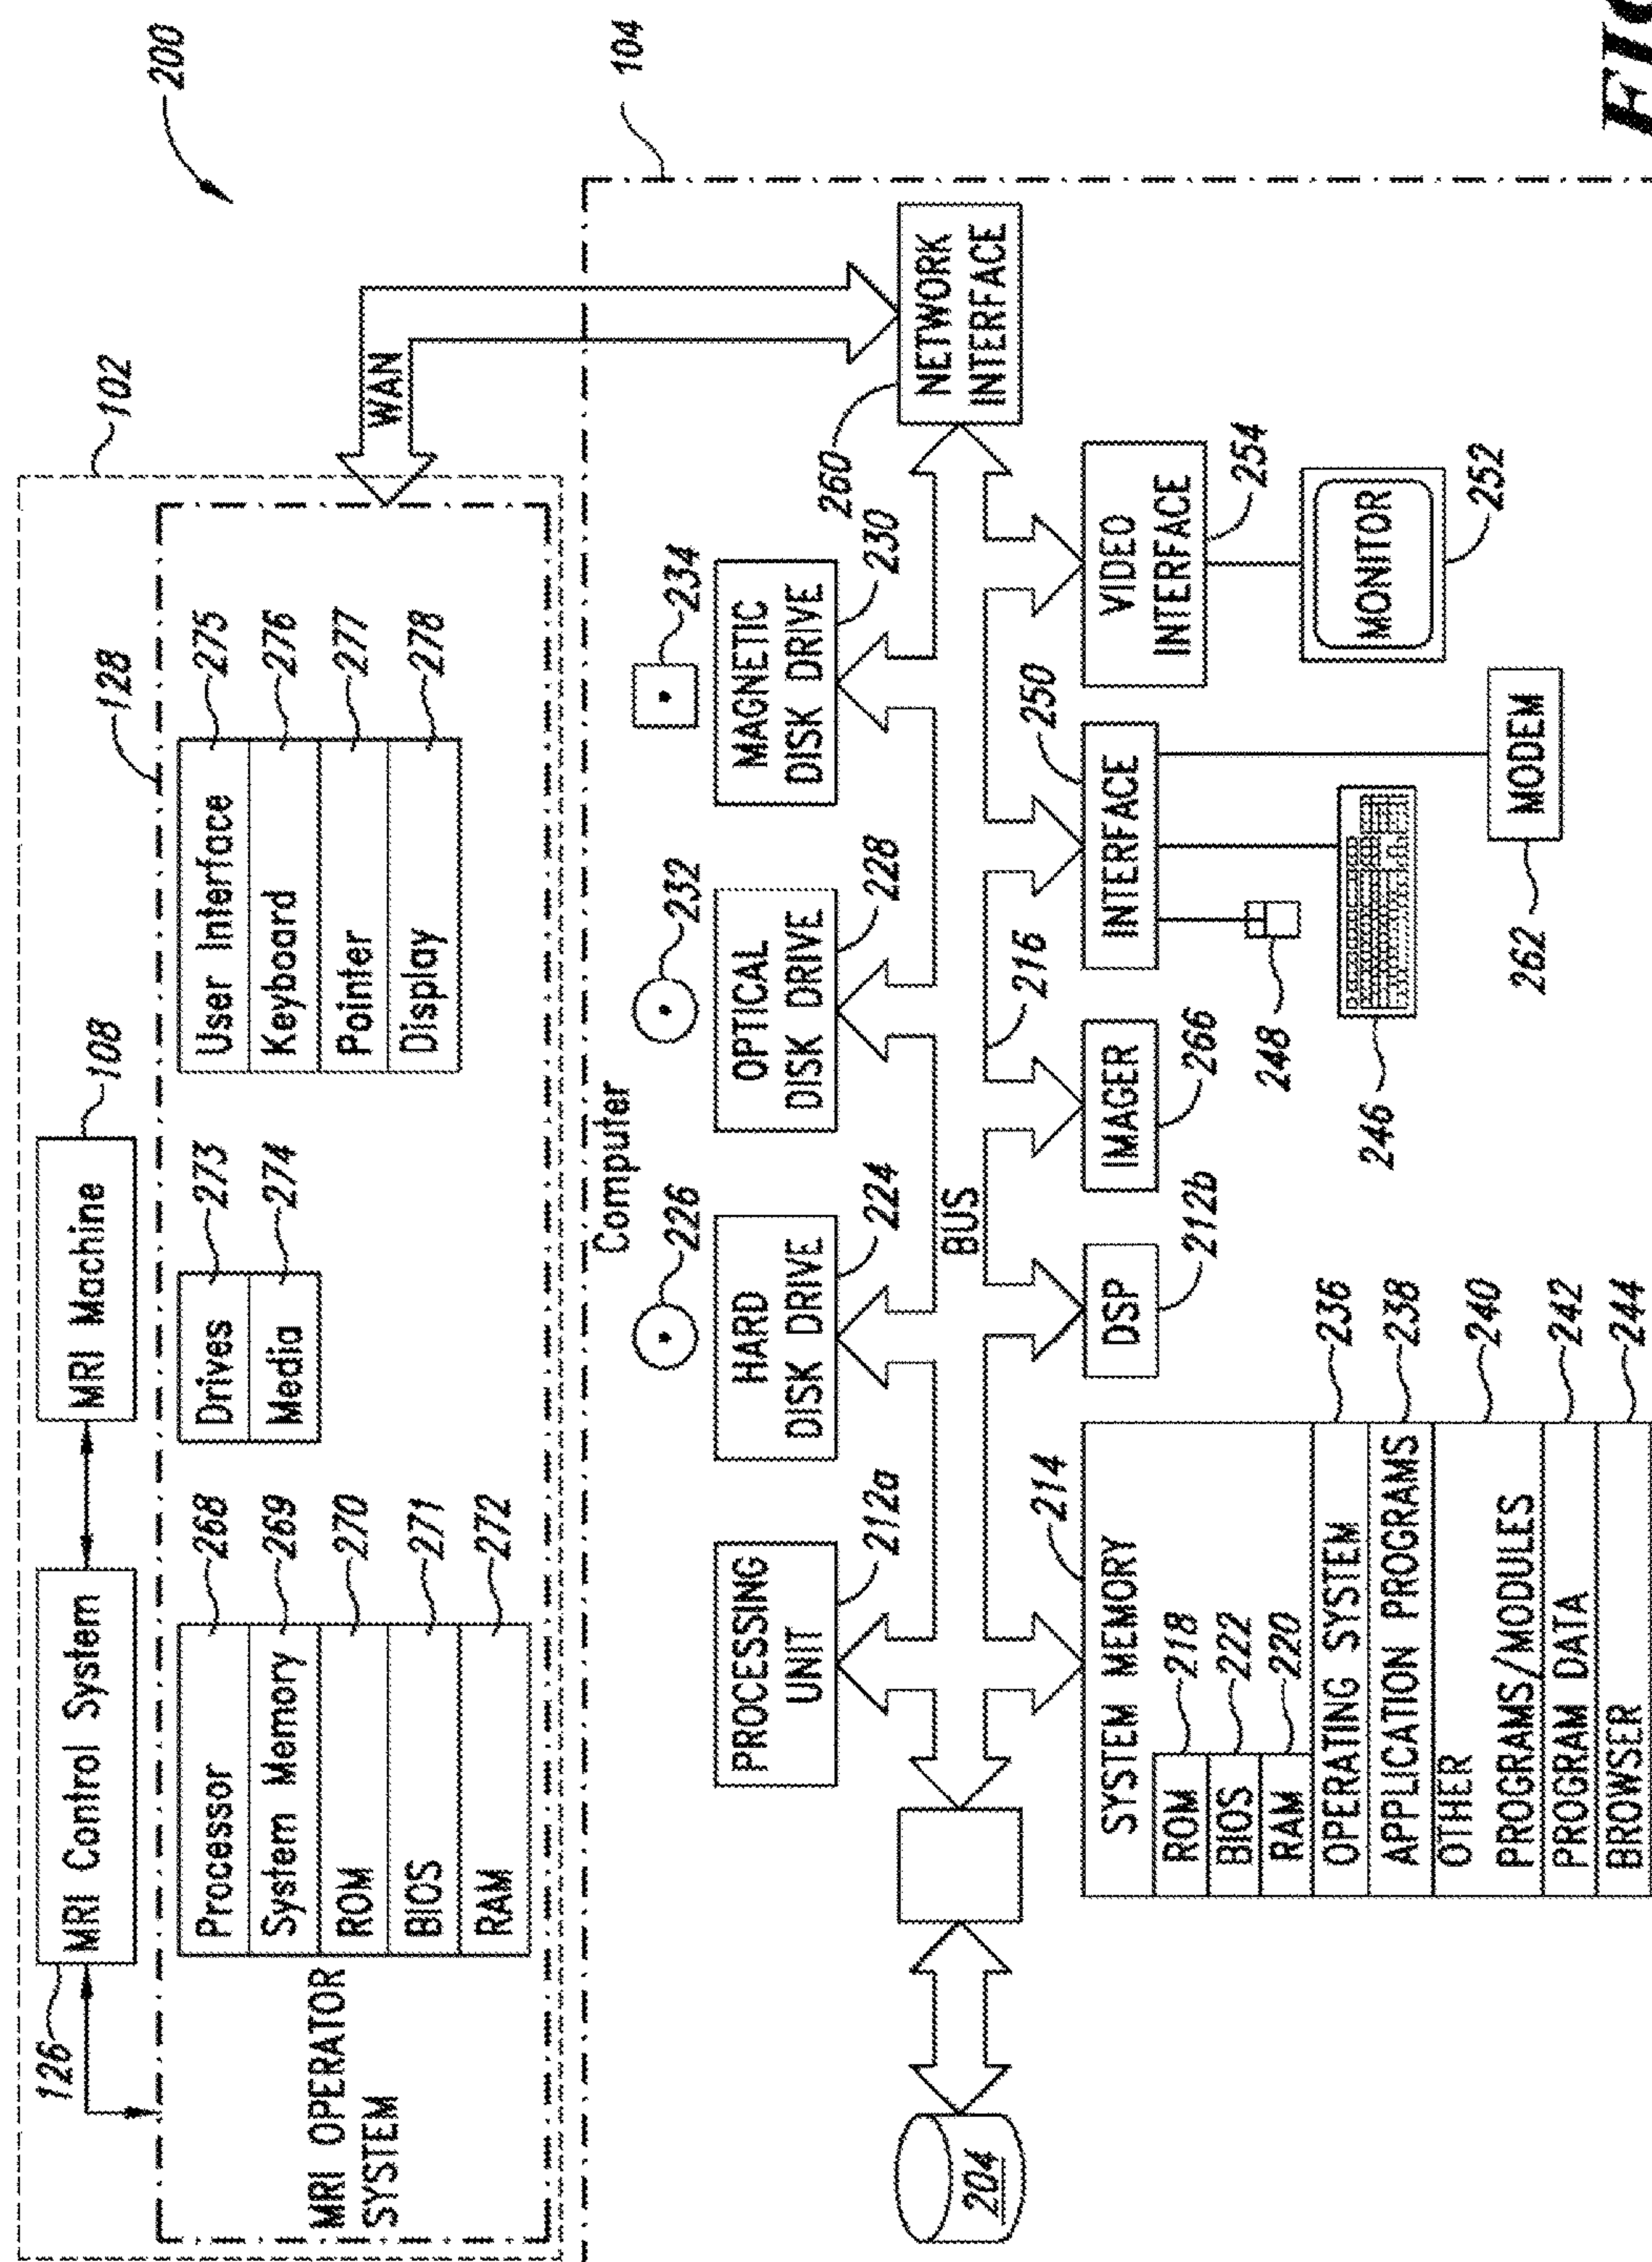 200
102
126
MRI Control System
MRI Machine
108
128
MRI OPERATOR
SYSTEM
Processor
268
System Memory
269
ROM
270
BIOS
271
RAM
272
Drives
273
Media
274
User Interface
275
Keyboard
276
Pointer
277
Display
278
WAN
104
Computer
226
232
234
PROCESSING
UNIT
212a
HARD
DISK DRIVE
224
OPTICAL
DISK DRIVE
228
MAGNETIC
DISK DRIVE
230
260
NETWORK
INTERFACE
204
BUS
216
214
SYSTEM MEMORY
ROM
218
BIOS
222
RAM
220
OPERATING SYSTEM
236
APPLICATION PROGRAMS
238
OTHER
PROGRAMS/MODULES
240
PROGRAM DATA
242
BROWSER
244
DSP
212b
IMAGER
266
INTERFACE
250
VIDEO
INTERFACE
254
248
246
MONITOR
252
MODEM
262